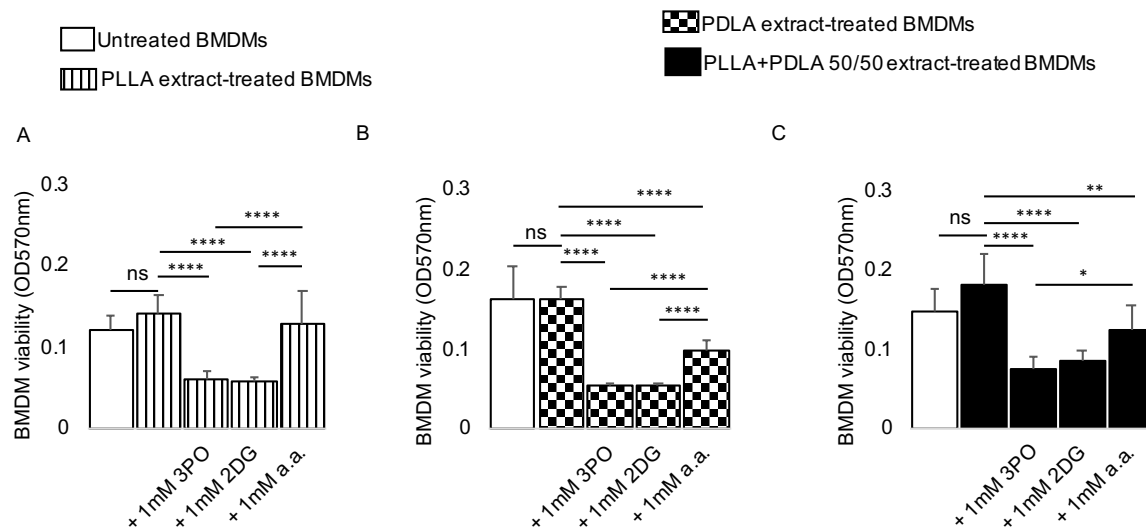 Untreated BMDMs
PLLA extract-treated BMDMs
PDLA extract-treated BMDMs
PLLA+PDLA 50/50 extract-treated BMDMs
A
BMDM viability (OD570nm)
0.3
0.2
0.1
0
ns
****
****
****
****
+ 1mM 3PO
+ 1mM 2DG
+ 1mM a.a.
B
BMDM viability (OD570nm)
0.3
0.2
0.1
0
****
ns
****
****
****
****
+ 1mM 3PO
+ 1mM 2DG
+ 1mM a.a.
C
BMDM viability (OD570nm)
0.3
0.2
0.1
0
**
ns
****
****
*
+ 1mM 3PO
+ 1mM 2DG
+ 1mM a.a.